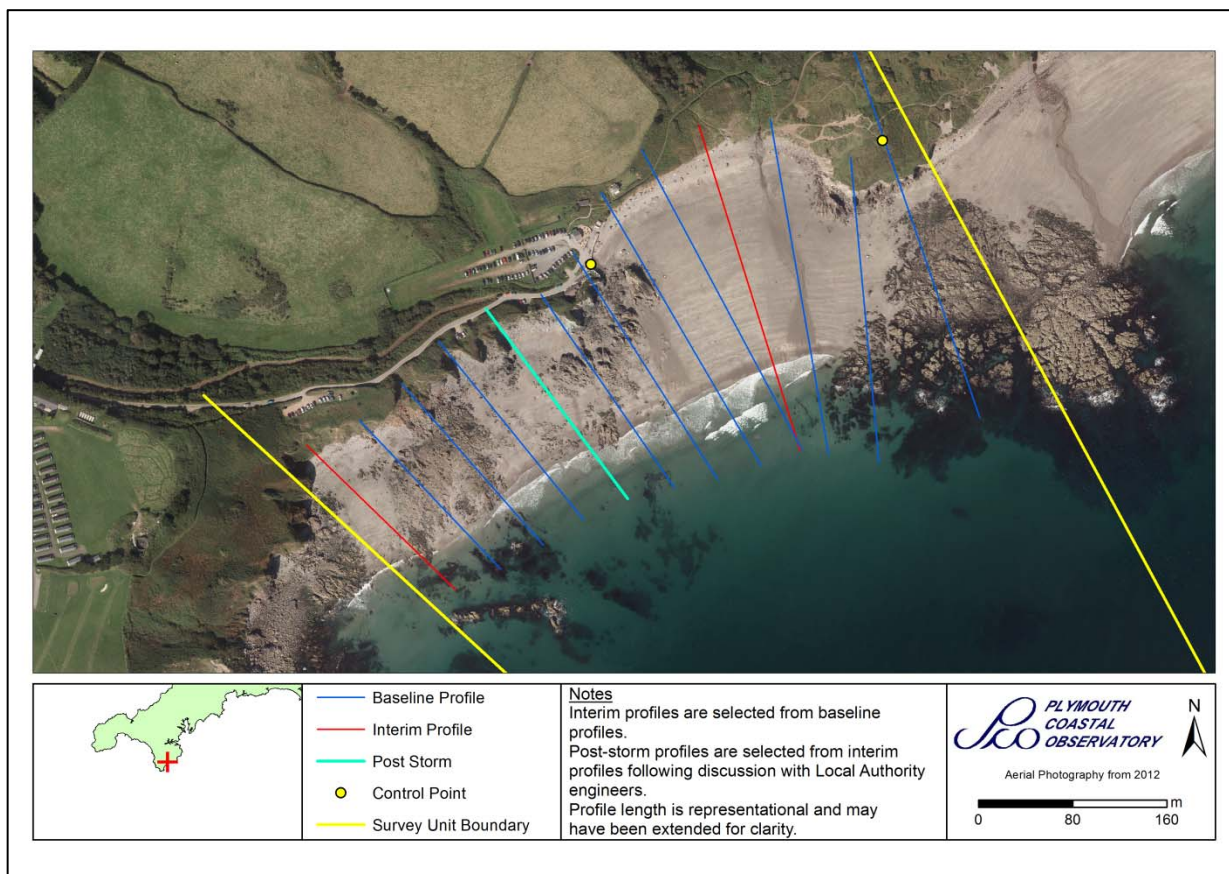 Baseline Profile
Interim Profile
Post Storm
Control Point
Survey Unit Boundary
Notes
Interim profiles are selected from baseline
profiles.
Post-storm profiles are selected from interim
profiles following discussion with Local Authority
engineers.
Profile length is representational and may
have been extended for clarity.
PCO
PLYMOUTH
COASTAL
OBSERVATORY
N
Aerial Photography from 2012
m
0 80 160